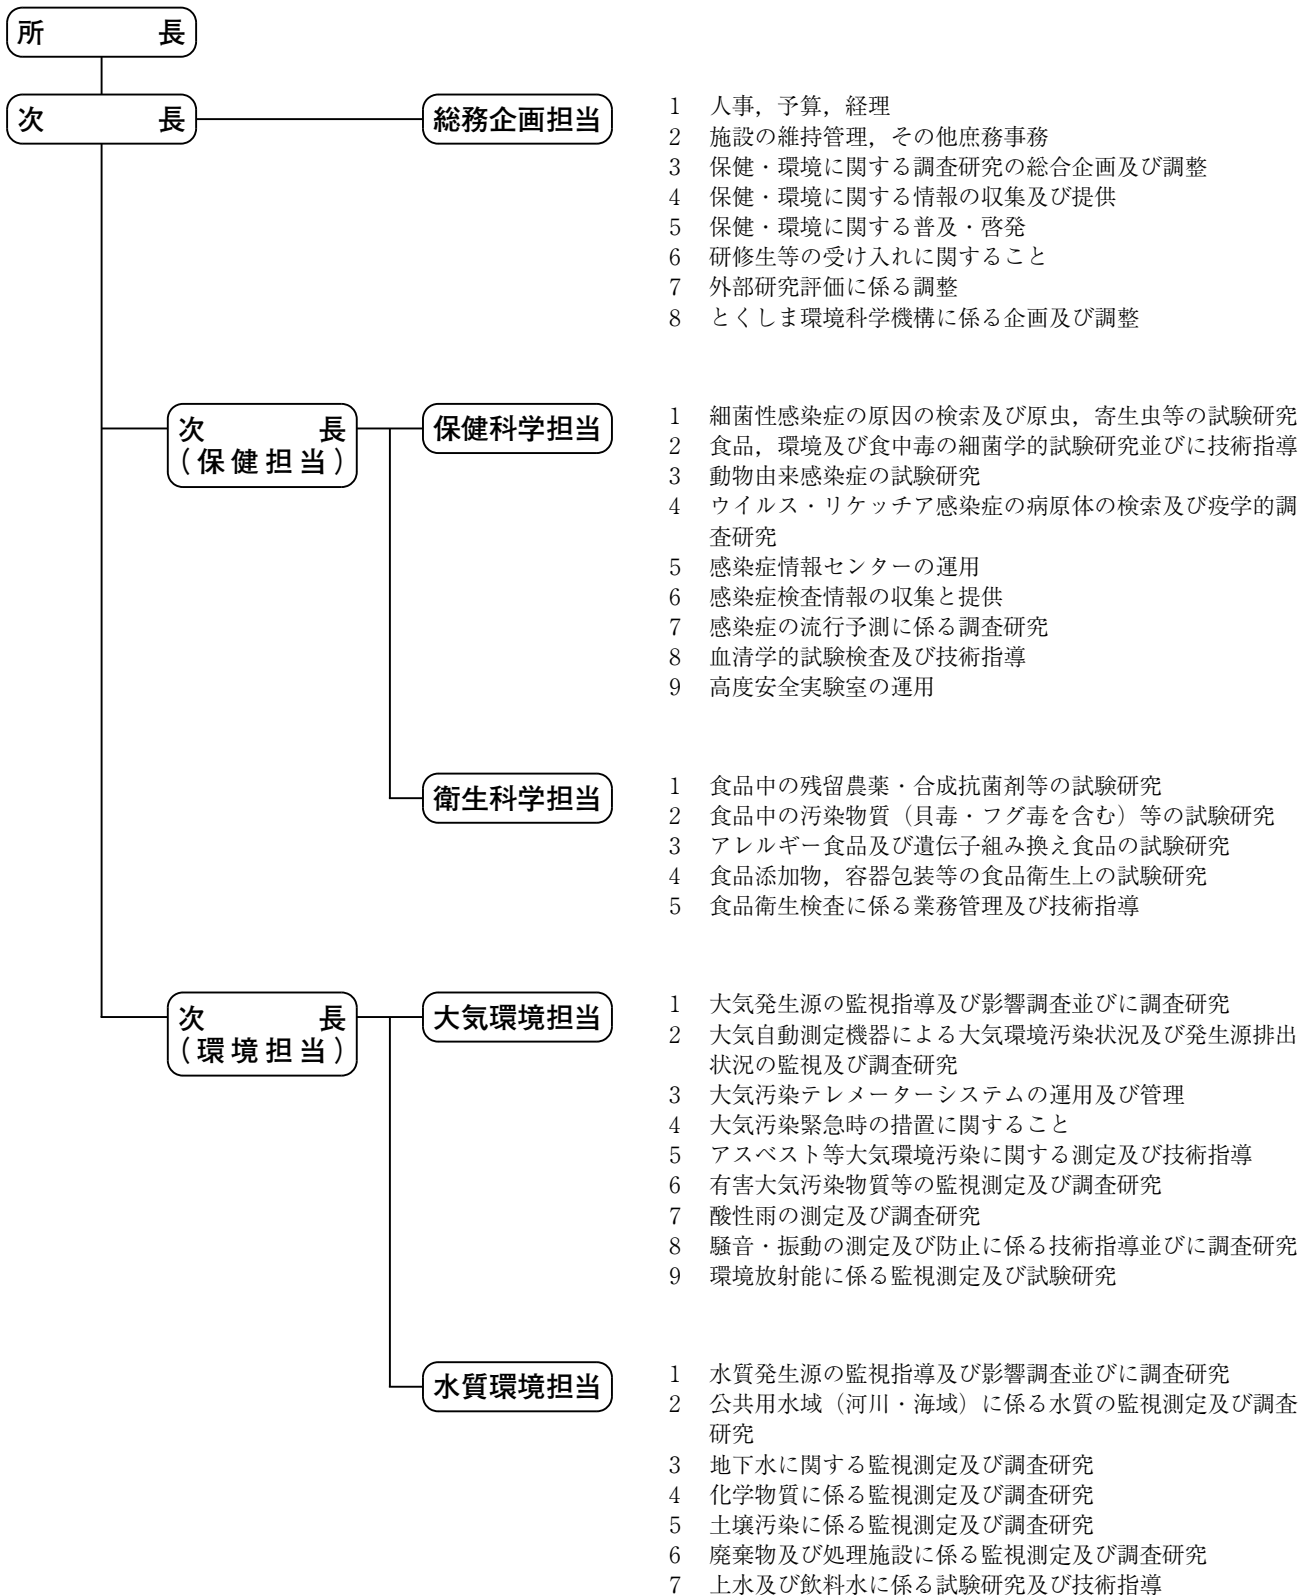 所　　　長
次　　　長
総務企画担当
1　人事，予算，経理
2　施設の維持管理，その他庶務事務
3　保健・環境に関する調査研究の総合企画及び調整
4　保健・環境に関する情報の収集及び提供
5　保健・環境に関する普及・啓発
6　研修生等の受け入れに関すること
7　外部研究評価に係る調整
8　とくしま環境科学機構に係る企画及び調整
次　　　長
（保健担当）
保健科学担当
1　細菌性感染症の原因の検索及び原虫，寄生虫等の試験研究
2　食品，環境及び食中毒の細菌学的試験研究並びに技術指導
3　動物由来感染症の試験研究
4　ウイルス・リケッチア感染症の病原体の検索及び疫学的調
査研究
5　感染症情報センターの運用
6　感染症検査情報の収集と提供
7　感染症の流行予測に係る調査研究
8　血清学的試験検査及び技術指導
9　高度安全実験室の運用
衛生科学担当
1　食品中の残留農薬・合成抗菌剤等の試験研究
2　食品中の汚染物質（貝毒・フグ毒を含む）等の試験研究
3　アレルギー食品及び遺伝子組み換え食品の試験研究
4　食品添加物，容器包装等の食品衛生上の試験研究
5　食品衛生検査に係る業務管理及び技術指導
次　　　長
（環境担当）
大気環境担当
1　大気発生源の監視指導及び影響調査並びに調査研究
2　大気自動測定機器による大気環境汚染状況及び発生源排出
状況の監視及び調査研究
3　大気汚染テレメーターシステムの運用及び管理
4　大気汚染緊急時の措置に関すること
5　アスベスト等大気環境汚染に関する測定及び技術指導
6　有害大気汚染物質等の監視測定及び調査研究
7　酸性雨の測定及び調査研究
8　騒音・振動の測定及び防止に係る技術指導並びに調査研究
9　環境放射能に係る監視測定及び試験研究
水質環境担当
1　水質発生源の監視指導及び影響調査並びに調査研究
2　公共用水域（河川・海域）に係る水質の監視測定及び調査
研究
3　地下水に関する監視測定及び調査研究
4　化学物質に係る監視測定及び調査研究
5　土壌汚染に係る監視測定及び調査研究
6　廃棄物及び処理施設に係る監視測定及び調査研究
7　上水及び飲料水に係る試験研究及び技術指導